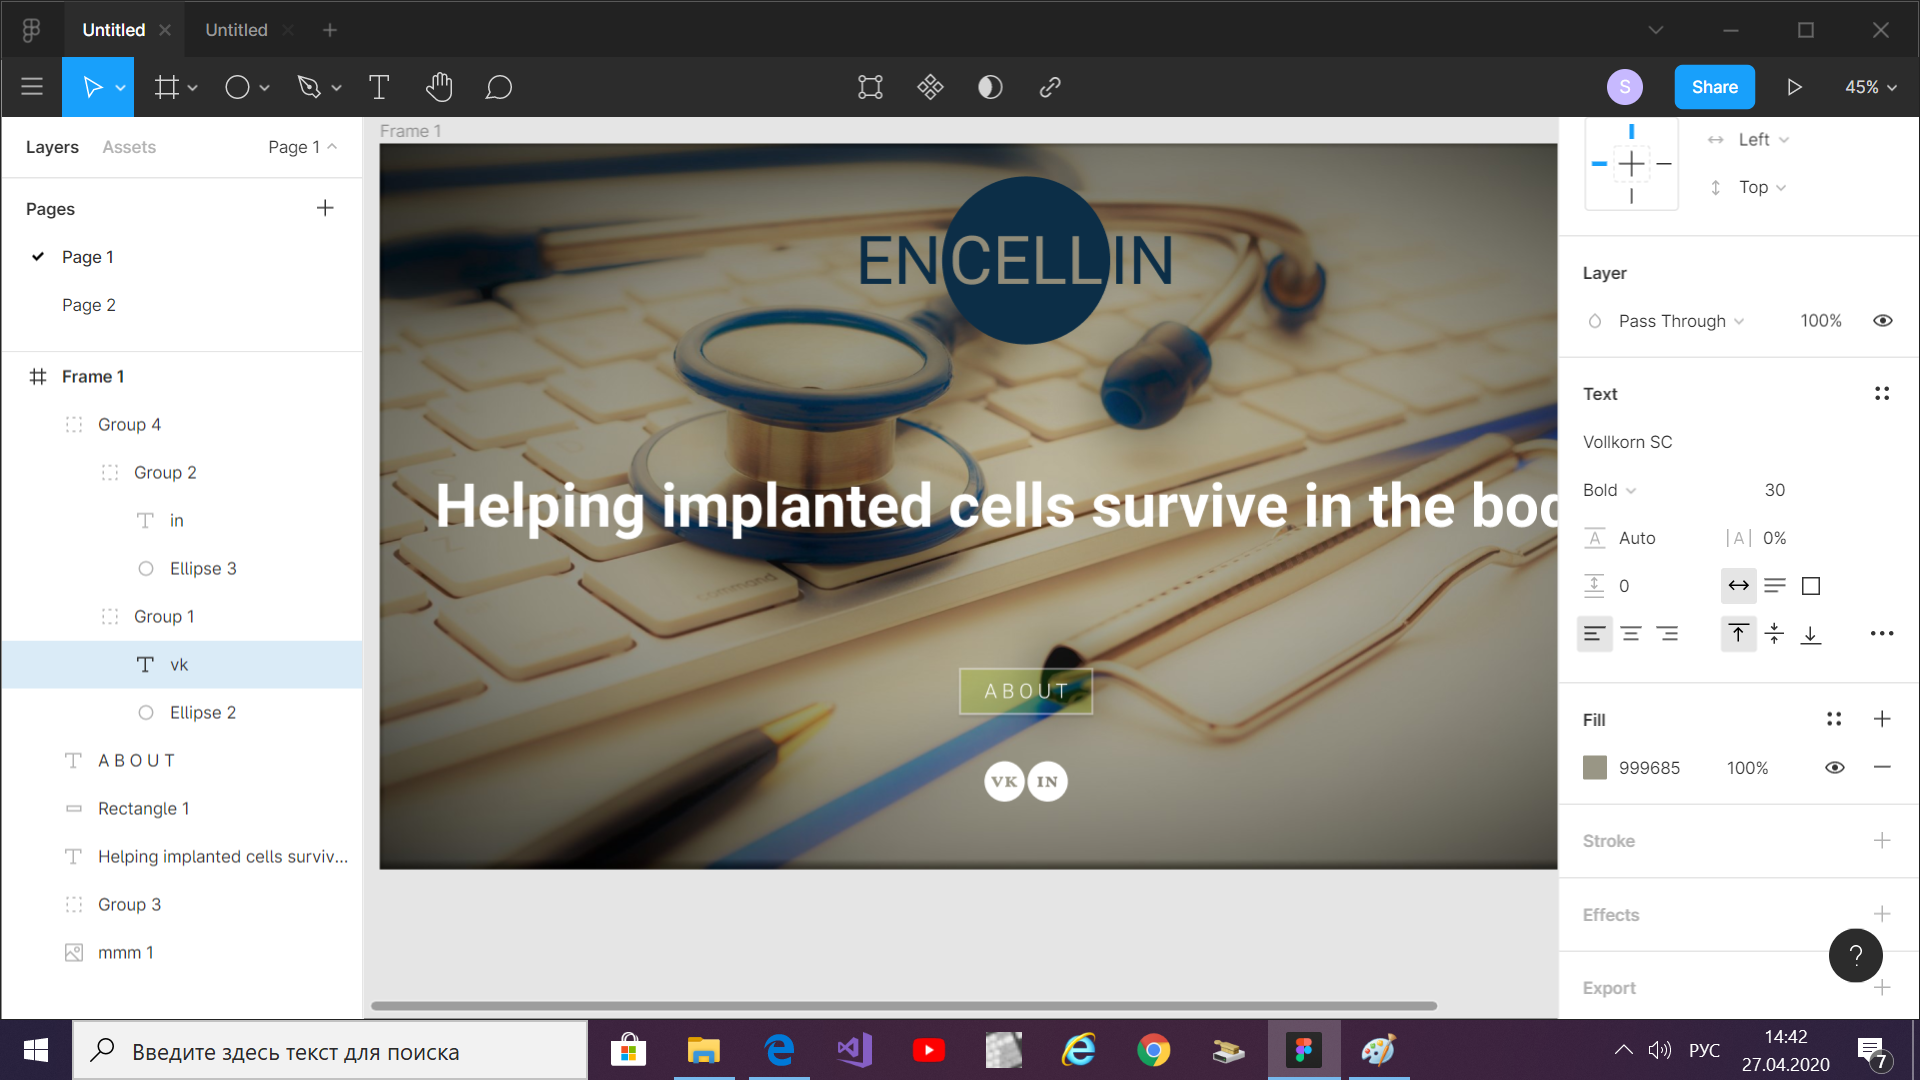 Untitled
Untitled
S
Share
45%
Layers
Assets
Page 1
Frame 1
Left
Top
Pages
Page 1
Page 2
ENCELLIN
Layer
Pass Through
100%
Frame 1
Group 4
Group 2
in
Ellipse 3
Group 1
vk
Ellipse 2
A B O U T
Rectangle 1
Helping implanted cells surviv...
Group 3
mmm 1
Helping implanted cells survive in the bod
command
ABOUT
VK IN
Text
Vollkorn SC
Bold
30
A
Auto
|A|
0%
0
Fill
999685
100%
Stroke
Effects
?
Export
Введите здесь текст для поиска
РУС
14:42
27.04.2020
7